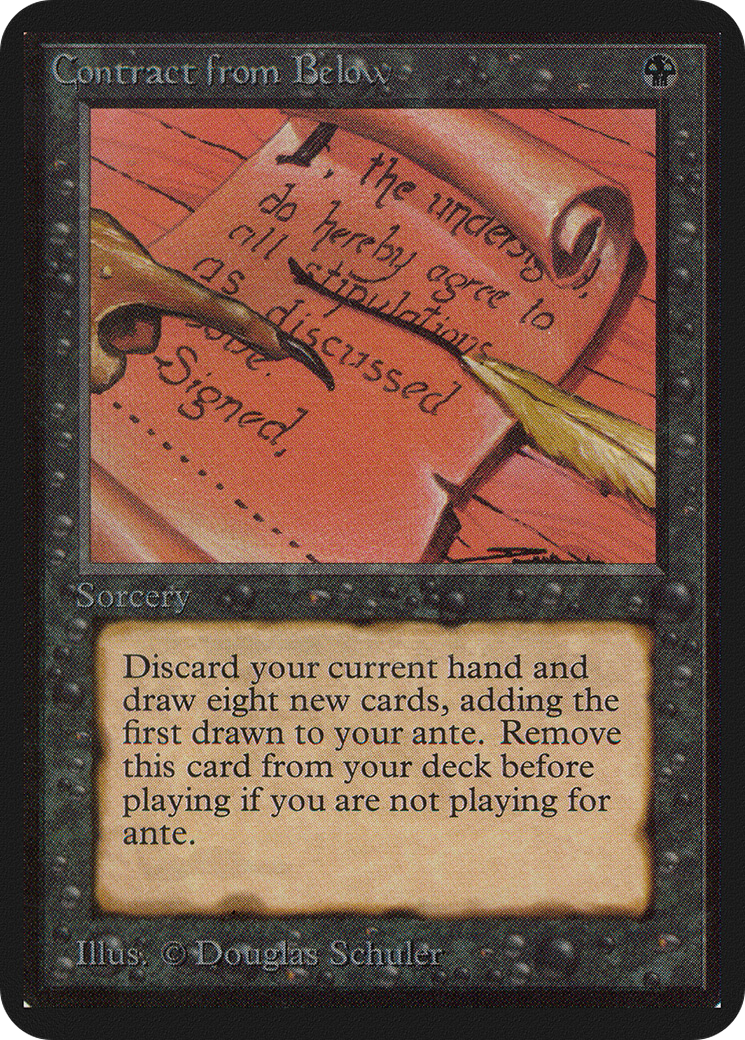 Contract from Below
I, the undersig d,
do hereby agree to
all stipulations
as discussed
Signed,
Sorcery
Discard your current hand and
draw eight new cards, adding the
first drawn to your ante. Remove
this card from your deck before
playing if you are not playing for
ante.
Illus. © Douglas Schuler